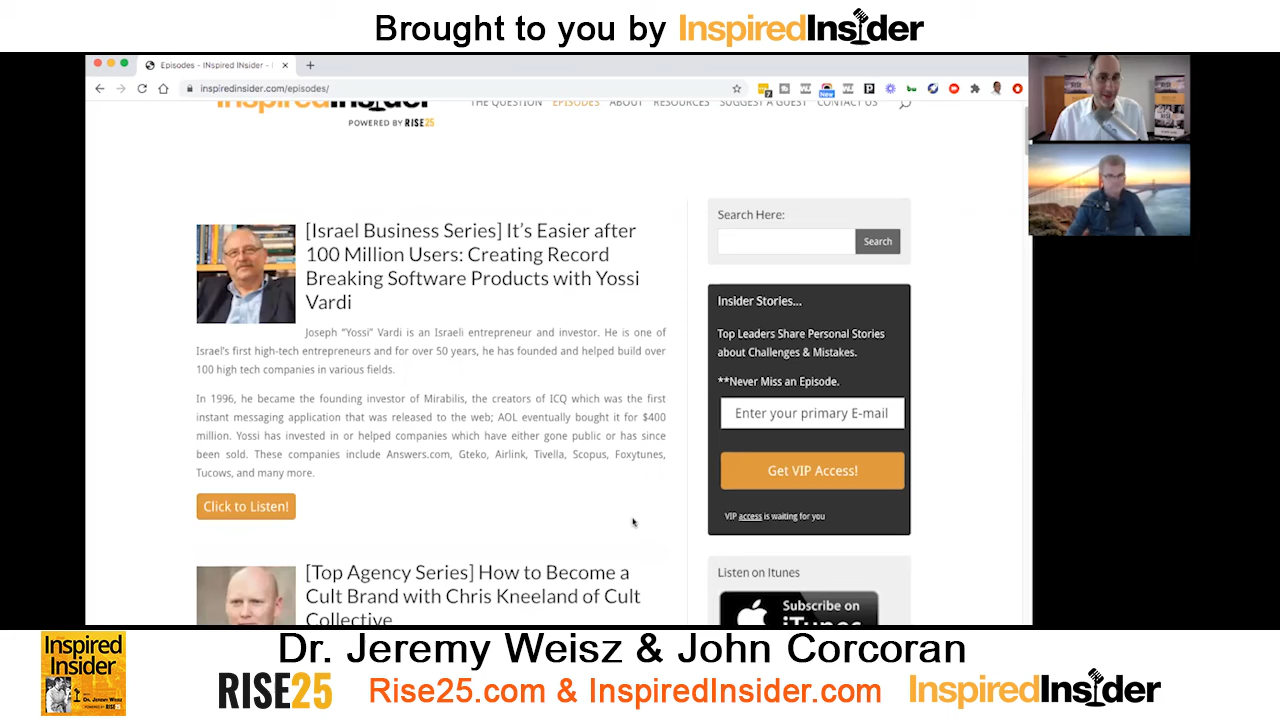 Brought to you by InspiredInsider
Episodes - INspired INsider -
inspiredinsider.com/episodes/
New
InspiredInsider
THE QUESTION EPISODES ABOUT RESOURCES SUGGEST A GUEST CONTACT US
POWERED BY RISE25
[Israel Business Series] It’s Easier after
100 Million Users: Creating Record
Breaking Software Products with Yossi
Vardi
Joseph “Yossi” Vardi is an Israeli entrepreneur and investor. He is one of
Israel’s first high-tech entrepreneurs and for over 50 years, he has founded and helped build over
100 high tech companies in various fields.
In 1996, he became the founding investor of Mirabilis, the creators of ICQ which was the first
instant messaging application that was released to the web; AOL eventually bought it for $400
million. Yossi has invested in or helped companies which have either gone public or has since
been sold. These companies include Answers.com, Gteko, Airlink, Tivella, Scopus, Foxytunes,
Tucows, and many more.
Click to Listen!
[Top Agency Series] How to Become a
Cult Brand with Chris Kneeland of Cult
Collective
Search Here:
Search
Insider Stories...
Top Leaders Share Personal Stories
about Challenges & Mistakes.
**Never Miss an Episode.
Enter your primary E-mail
Get VIP Access!
VIP access is waiting for you
Listen on Itunes
Subscribe on
iTunes
Inspired
Insider
Dr. Jeremy Weisz
POWERED BY RISE25
Dr. Jeremy Weisz & John Corcoran
RISE25
Rise25.com & InspiredInsider.com
InspiredInsider